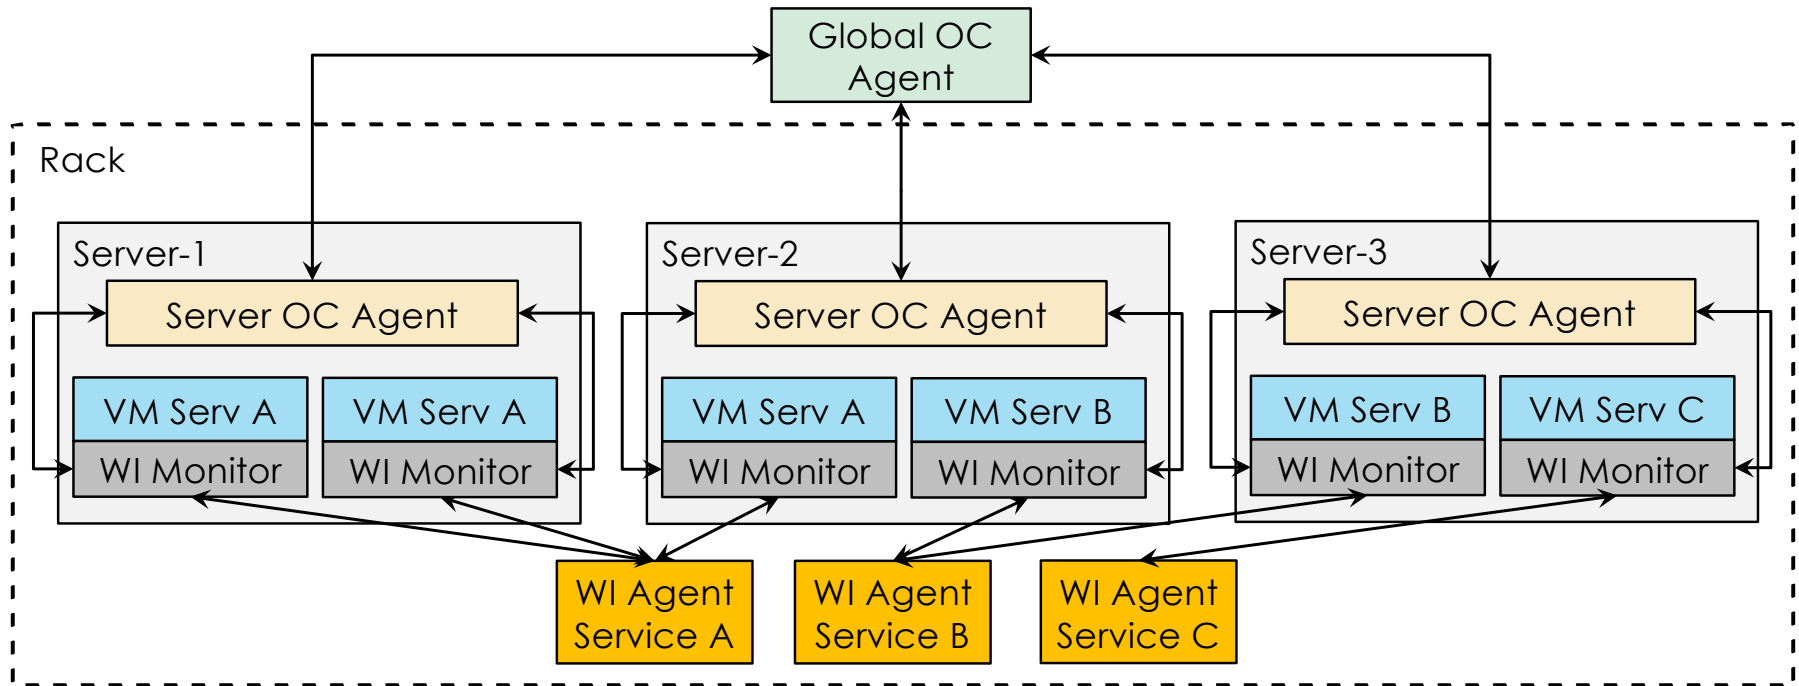 Global OC
Agent
Rack
Server-1
Server OC Agent
VM Serv A
WI Monitor
VM Serv A
WI Monitor
Server-2
Server OC Agent
VM Serv A
WI Monitor
VM Serv B
WI Monitor
Server-3
Server OC Agent
VM Serv B
WI Monitor
VM Serv C
WI Monitor
WI Agent
Service A
WI Agent
Service B
WI Agent
Service C